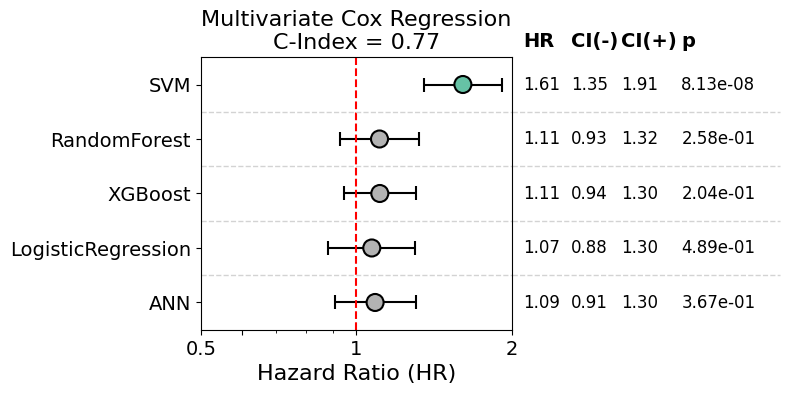 Multivariate Cox Regression
C-Index = 0.77
HR CI(-) CI(+) p
SVM 1.61 1.35 1.91 8.13e-08
RandomForest 1.11 0.93 1.32 2.58e-01
XGBoost 1.11 0.94 1.30 2.04e-01
LogisticRegression 1.07 0.88 1.30 4.89e-01
ANN 1.09 0.91 1.30 3.67e-01
0.5 1 2
Hazard Ratio (HR)